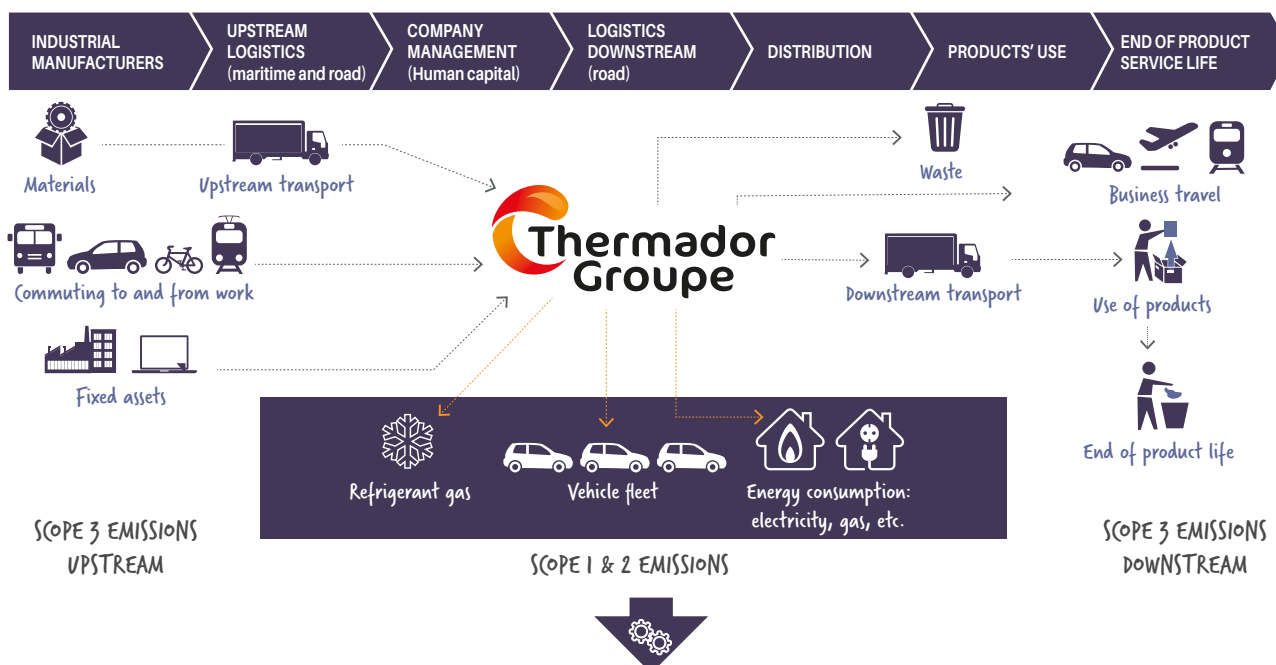 INDUSTRIAL
MANUFACTURERS
UPSTREAM
LOGISTICS
(maritime and road)
COMPANY
MANAGEMENT
(Human capital)
LOGISTICS
DOWNSTREAM
(road)
DISTRIBUTION
PRODUCTS' USE
END OF PRODUCT
SERVICE LIFE
Materials
Upstream transport
Waste
Business travel
Thermador
Groupe
Commuting to and from work
Downstream transport
Use of products
Fixed assets
End of product life
Refrigerant gas
Vehicle fleet
Energy consumption:
electricity, gas, etc.
SCOPE 3 EMISSIONS
UPSTREAM
SCOPE 1 & 2 EMISSIONS
SCOPE 3 EMISSIONS
DOWNSTREAM